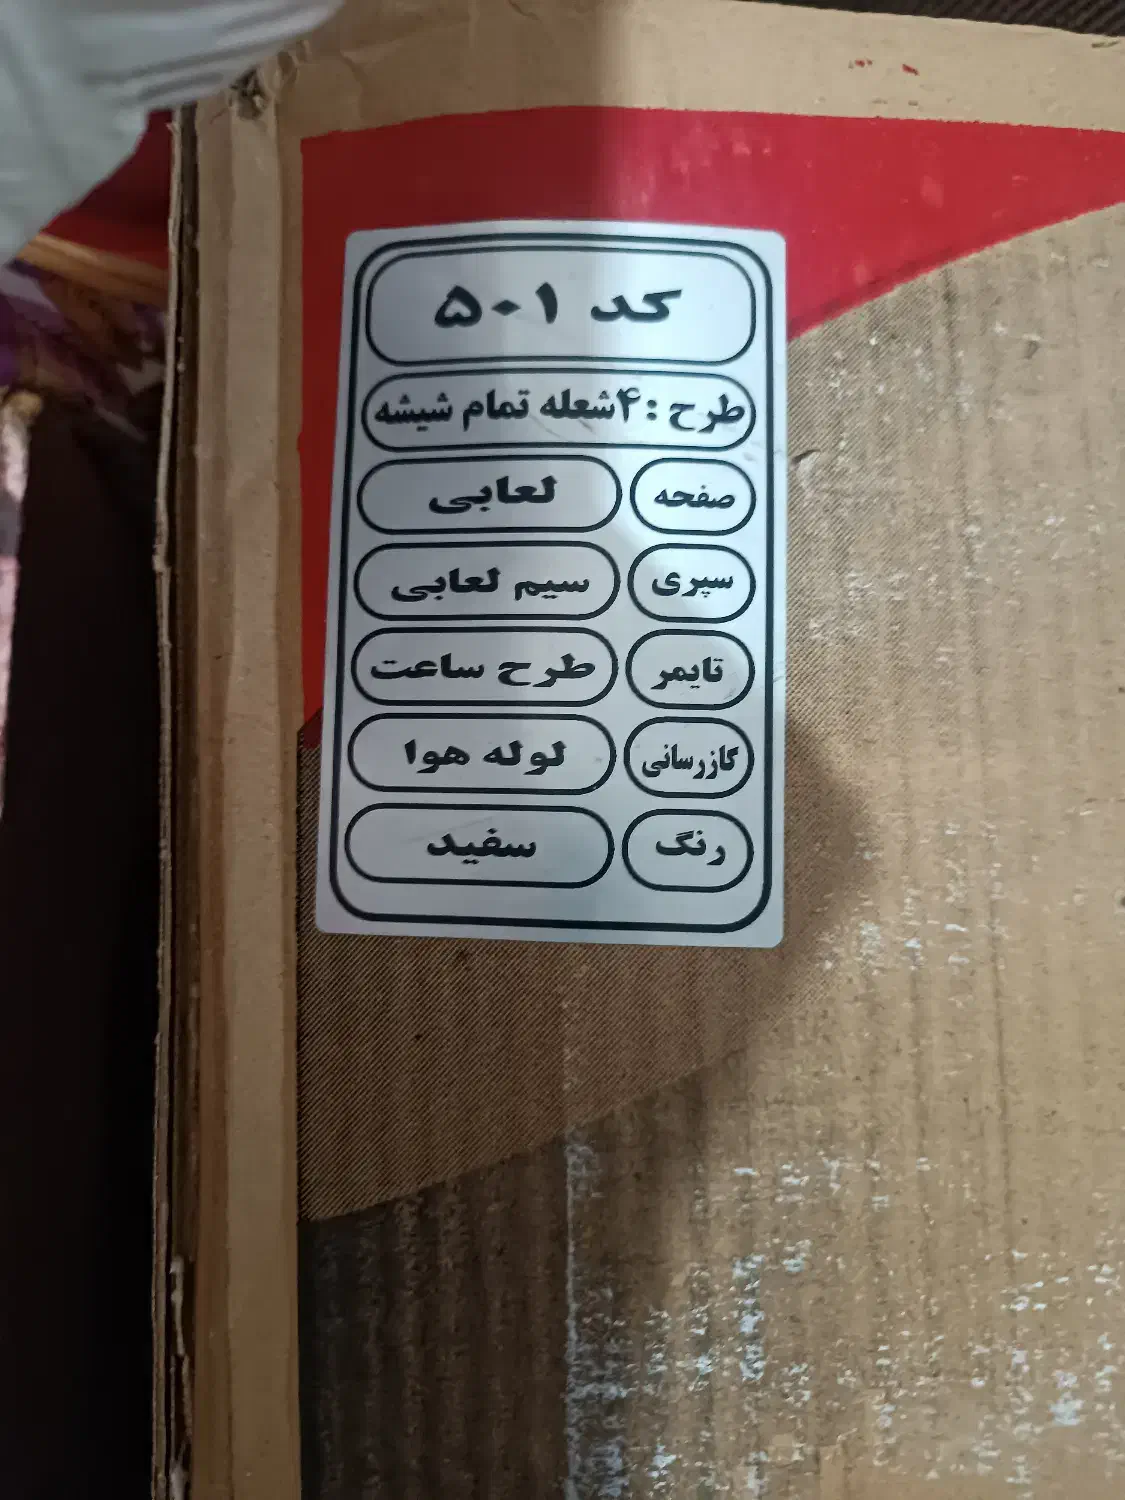 کد ۵۰۱
طرح : ۴شعله تمام شیشه
صفحه لعابی
سپری سیم لعابی
تایمر طرح ساعت
گازرسانی لوله هوا
رنگ سفید